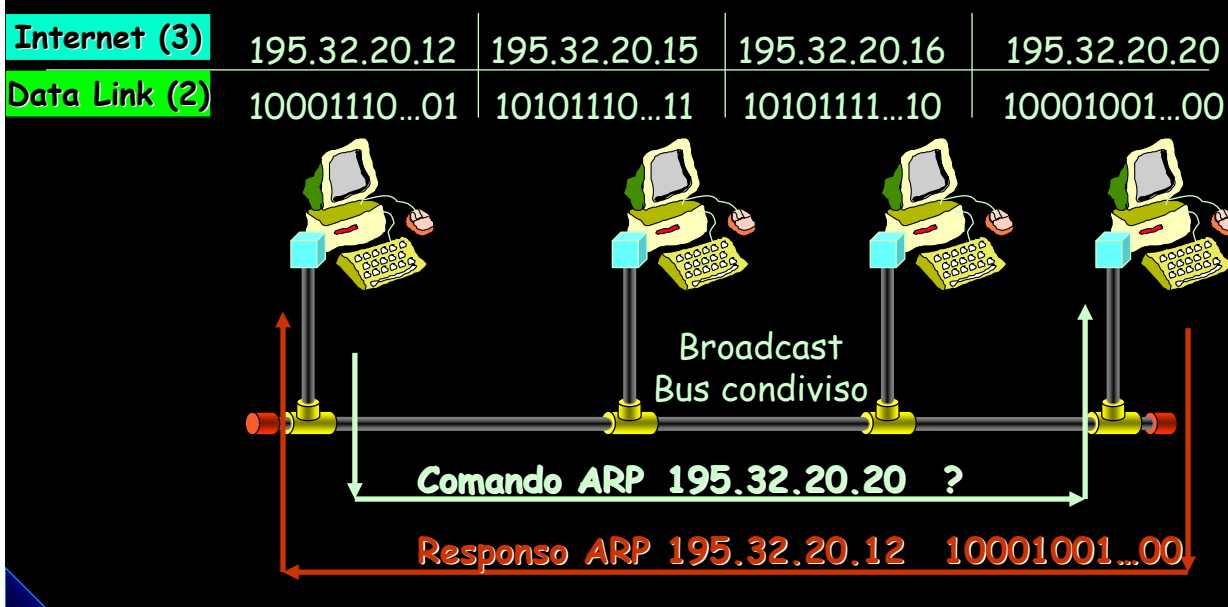 Internet (3) 195.32.20.12 195.32.20.15 195.32.20.16 195.32.20.20
Data Link (2) 10001110...01 10101110...11 10101111...10 10001001...00
Broadcast
Bus condiviso
Comando ARP 195.32.20.20 ?
Responso ARP 195.32.20.12 10001001...00